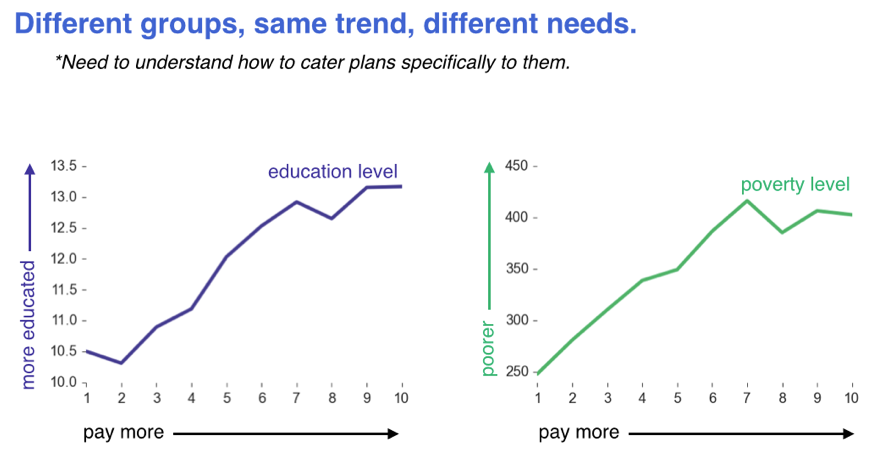 Different groups, same trend, different needs.
*Need to understand how to cater plans specifically to them.
more educated
13.5
13.0
12.5
12.0
11.5
11.0
10.5
10.0
education level
1 2 3 4 5 6 7 8 9 10
pay more
poorer
450
400
350
300
250
poverty level
1 2 3 4 5 6 7 8 9 10
pay more